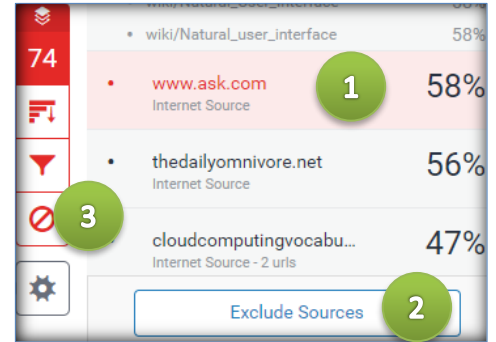 wiki/Natural_user_interface
58%
74
www.ask.com
Internet Source
1
58%
thedailyomnivore.net
Internet Source
56%
3
cloudcomputingvocabu...
Internet Source - 2 urls
47%
Exclude Sources
2